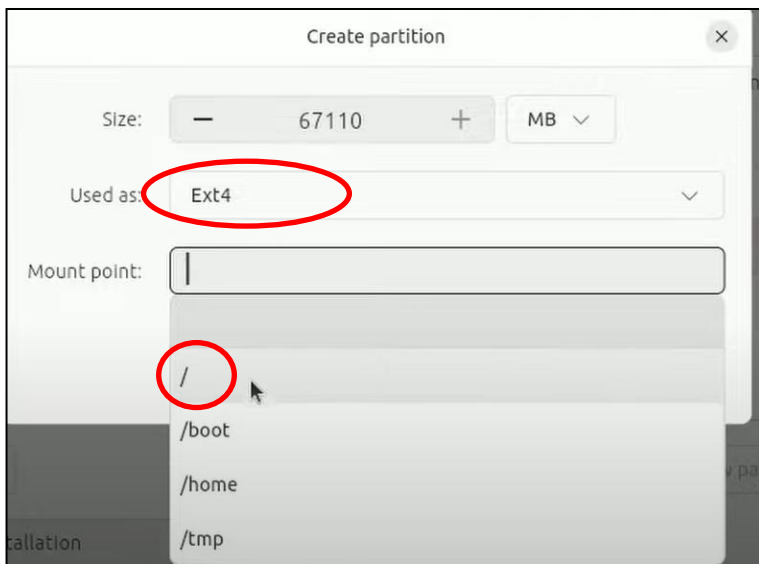 Create partition
Size: 67110 MB
Used as: Ext4
Mount point:
/
/boot
/home
/tmp
tallation